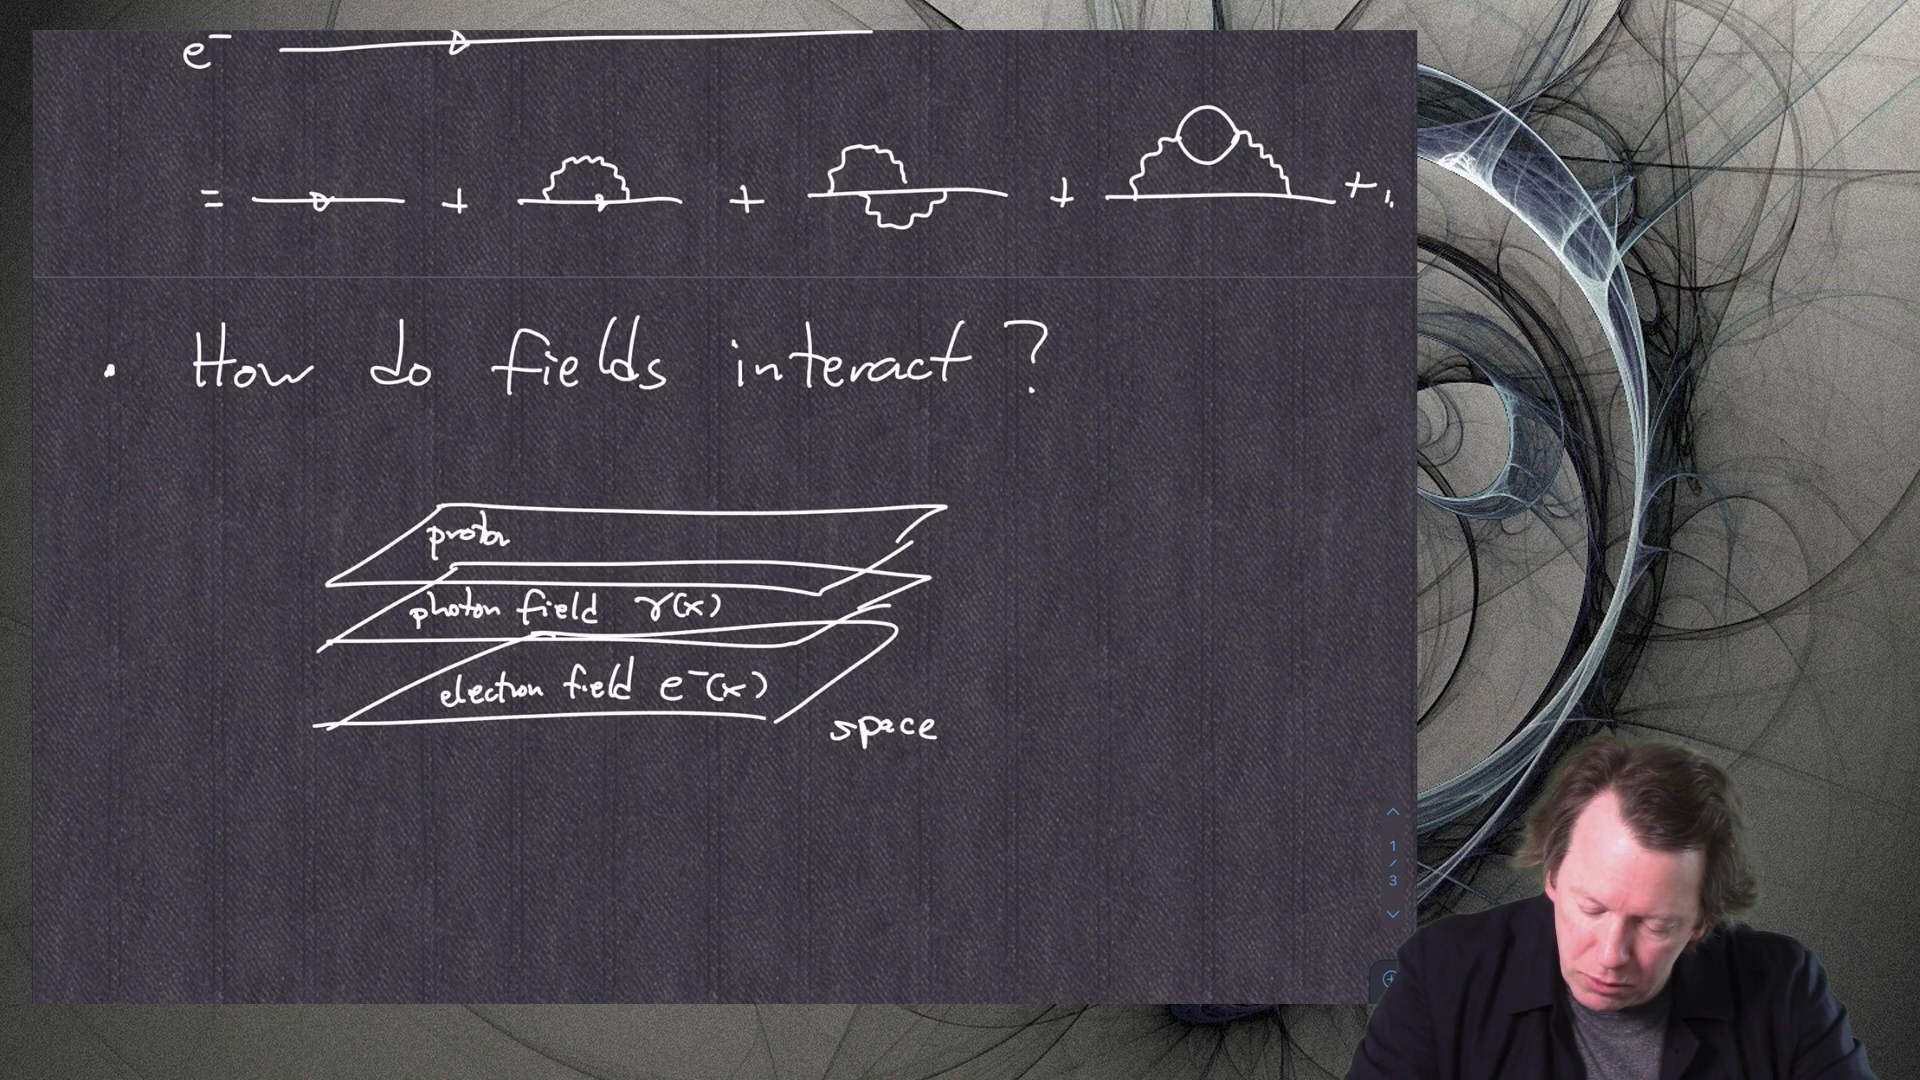 e⁻
= + + + +..
• How do fields interact?
proton
photon field γ(x)
electron field e⁻(x)
space
1
/
3